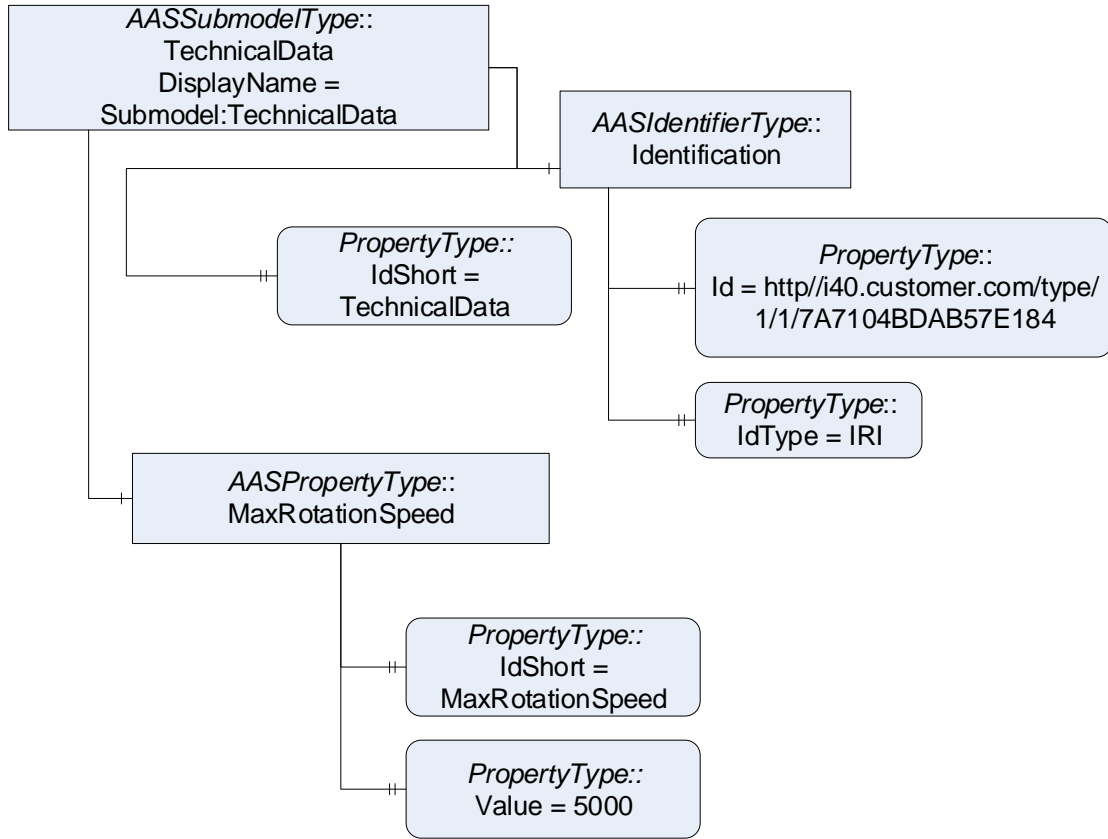 AASSubmodelType::
TechnicalData
DisplayName =
Submodel:TechnicalData
AASIdentifierType::
Identification
PropertyType::
IdShort =
TechnicalData
PropertyType::
Id = http//i40.customer.com/type/
1/1/7A7104BDAB57E184
PropertyType::
IdType = IRI
AASPropertyType::
MaxRotationSpeed
PropertyType::
IdShort =
MaxRotationSpeed
PropertyType::
Value = 5000